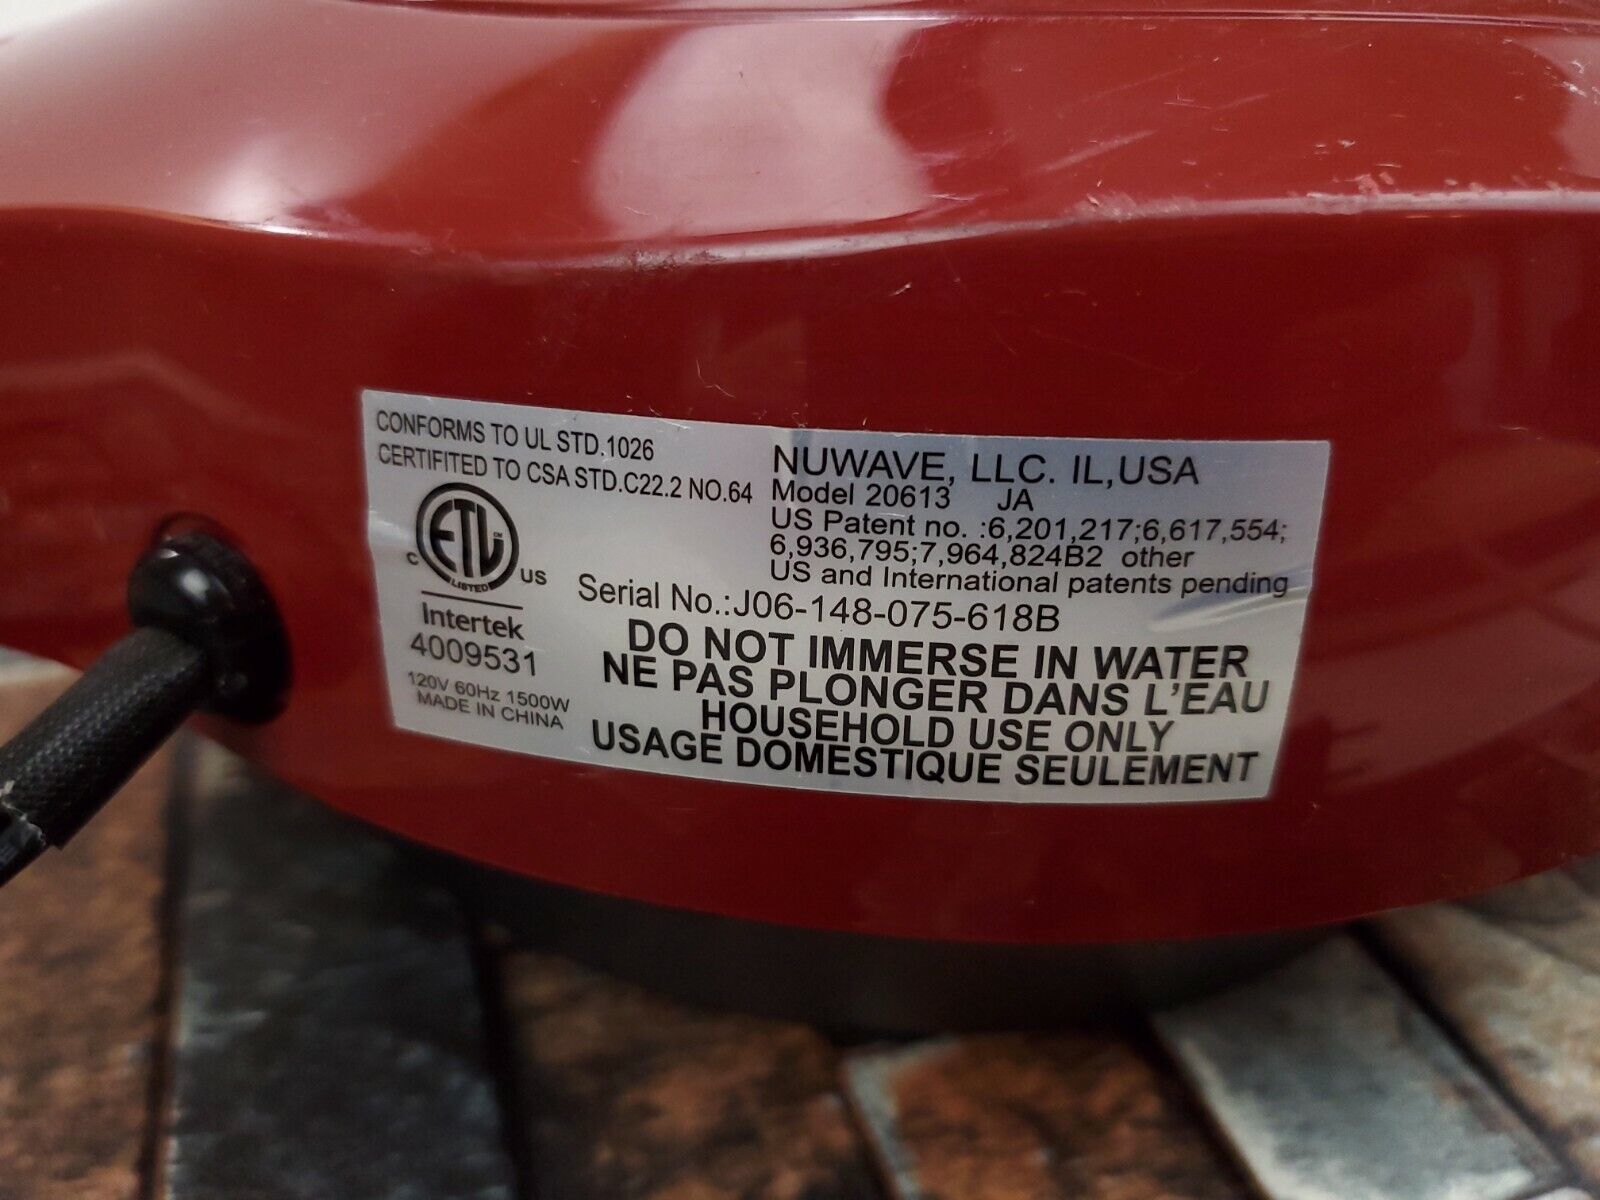 CONFORMS TO UL STD.1026
CERTIFITED TO CSA STD.C22.2 NO.64
ETL CM
LISTED
C US
Intertek
4009531
120V 60Hz 1500W
MADE IN CHINA
NUWAVE, LLC. IL,USA
Model 20613 JA
US Patent no. :6,201,217;6,617,554;
6,936,795;7,964,824B2 other
US and International patents pending
Serial No.:J06-148-075-618B
DO NOT IMMERSE IN WATER
NE PAS PLONGER DANS L'EAU
HOUSEHOLD USE ONLY
USAGE DOMESTIQUE SEULEMENT